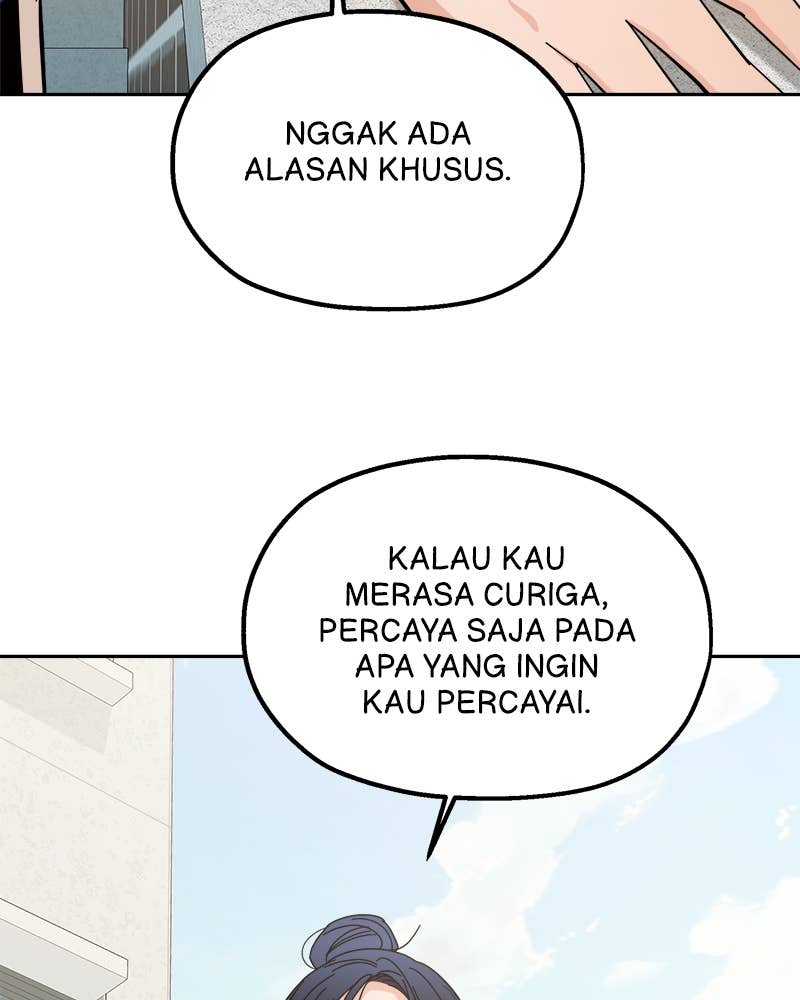 NGGAK ADA
ALASAN KHUSUS.
KALAU KAU
MERASA CURIGA,
PERCAYA SAJA PADA
APA YANG INGIN
KAU PERCAYAI.